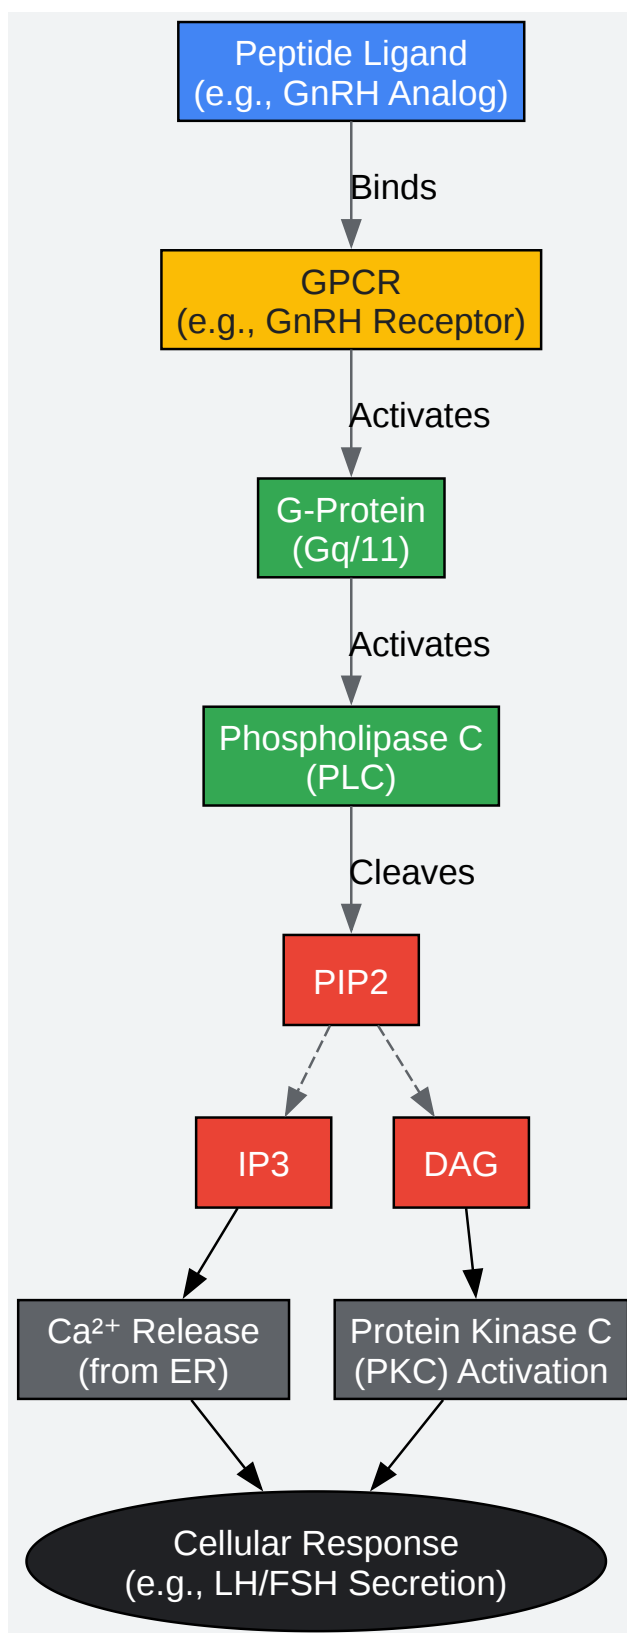 Peptide Ligand
(e.g., GnRH Analog)
Binds
GPCR
(e.g., GnRH Receptor)
Activates
G-Protein
(Gq/11)
Activates
Phospholipase C
(PLC)
Cleaves
PIP2
IP3
DAG
Ca²⁺ Release
(from ER)
Protein Kinase C
(PKC) Activation
Cellular Response
(e.g., LH/FSH Secretion)